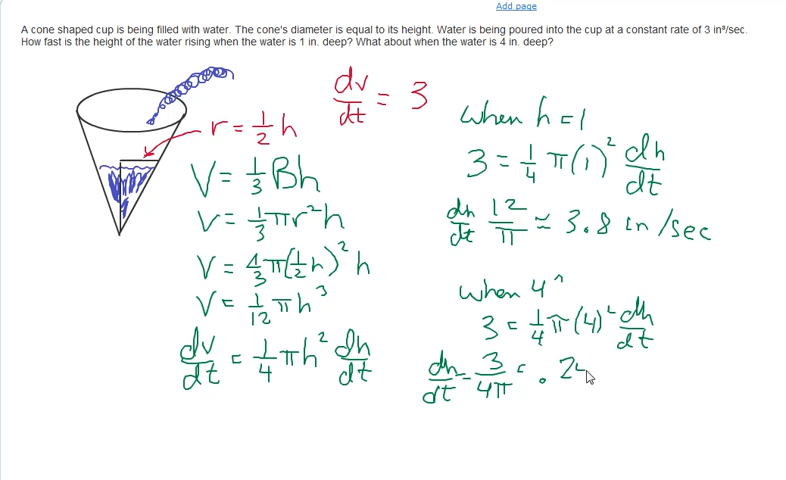 Add page
A cone shaped cup is being filled with water. The cone's diameter is equal to its height. Water is being poured into the cup at a constant rate of 3 in³/sec.
How fast is the height of the water rising when the water is 1 in. deep? What about when the water is 4 in. deep?
dv/dt = 3
r = 1/2 h
V = 1/3 Bh
V = 1/3 πr²h
V = 4/3 π(1/2 h)² h
V = 1/12 πh³
dv/dt = 1/4 πh² dh/dt
when h = 1
3 = 1/4 π(1)² dh/dt
dh/dt 12/π ≈ 3.8 in/sec
when 4"
3 = 1/4 π(4)² dh/dt
dh/dt = 3/4π = .24